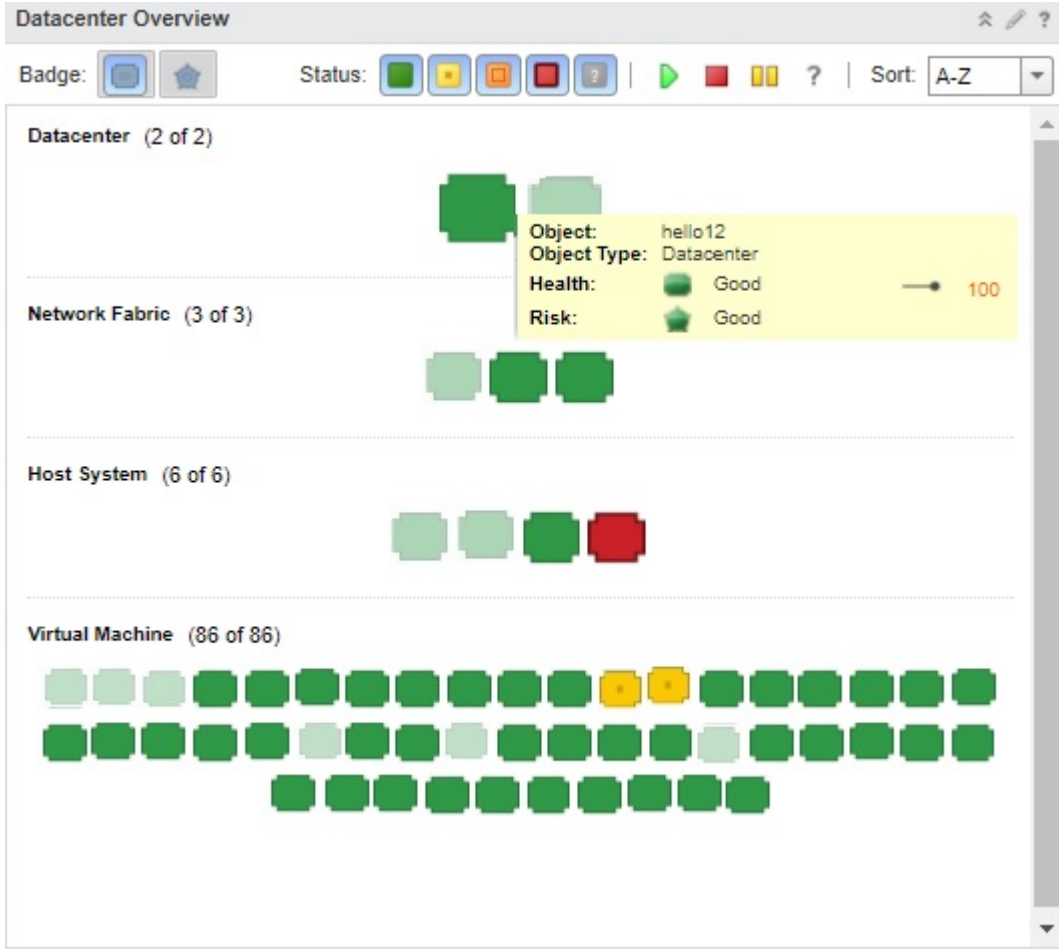 Datacenter Overview ?
Badge: Status: ? ? Sort: A-Z
Datacenter (2 of 2)
Object: hello12
Object Type: Datacenter
Health: Good 100
Risk: Good
Network Fabric (3 of 3)
Host System (6 of 6)
Virtual Machine (86 of 86)